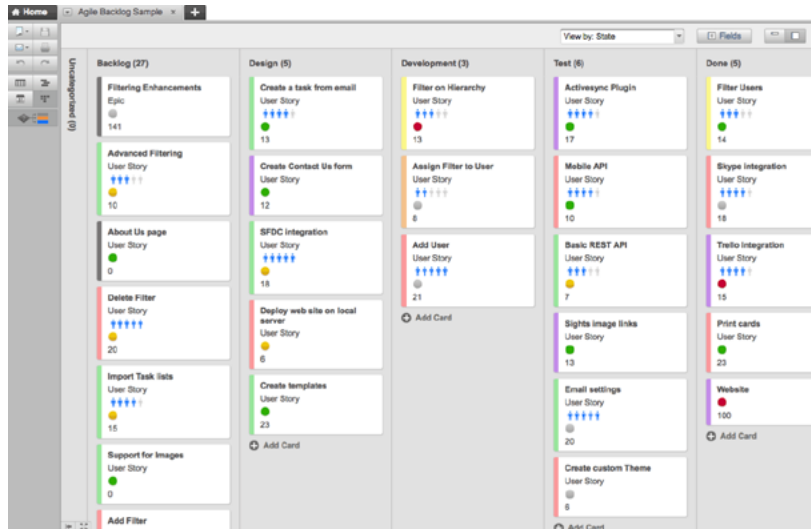 Home
Agile Backlog Sample
View by: State
Fields
Uncategorized (0)
Backlog (27)
Filtering Enhancements
Epic
141
Advanced Filtering
User Story
10
About Us page
User Story
0
Delete Filter
User Story
20
Import Task lists
User Story
15
Support for Images
User Story
0
Add Filter
Design (5)
Create a task from email
User Story
13
Create Contact Us form
User Story
12
SFDC integration
User Story
18
Deploy web site on local
server
User Story
6
Create templates
User Story
23
Add Card
Development (3)
Filter on Hierarchy
User Story
13
Assign Filter to User
User Story
8
Add User
User Story
21
Add Card
Test (6)
Activesync Plugin
User Story
17
Mobile API
User Story
10
Basic REST API
User Story
7
Sights image links
User Story
13
Email settings
User Story
20
Create custom Theme
User Story
6
Add Card
Done (5)
Filter Users
User Story
14
Skype integration
User Story
18
Trello Integration
User Story
15
Print cards
User Story
23
Website
User Story
100
Add Card